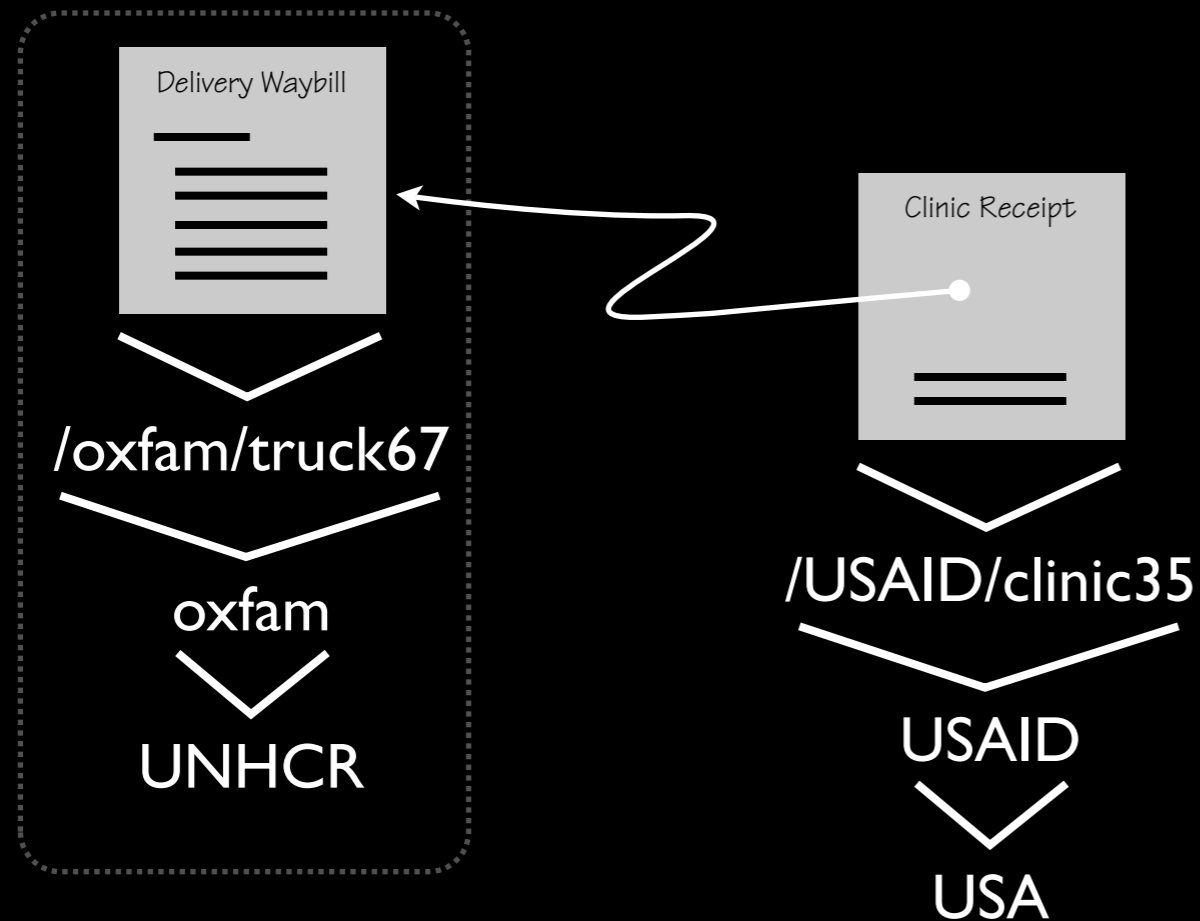 Delivery Waybill
/oxfam/truck67
oxfam
UNHCR
Clinic Receipt
/USAID/clinic35
USAID
USA